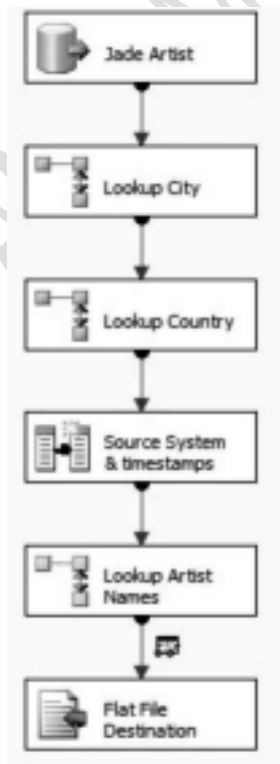 Jade Artist
Lookup City
Lookup Country
Source System
& timestamps
Lookup Artist
Names
Flat File
Destination